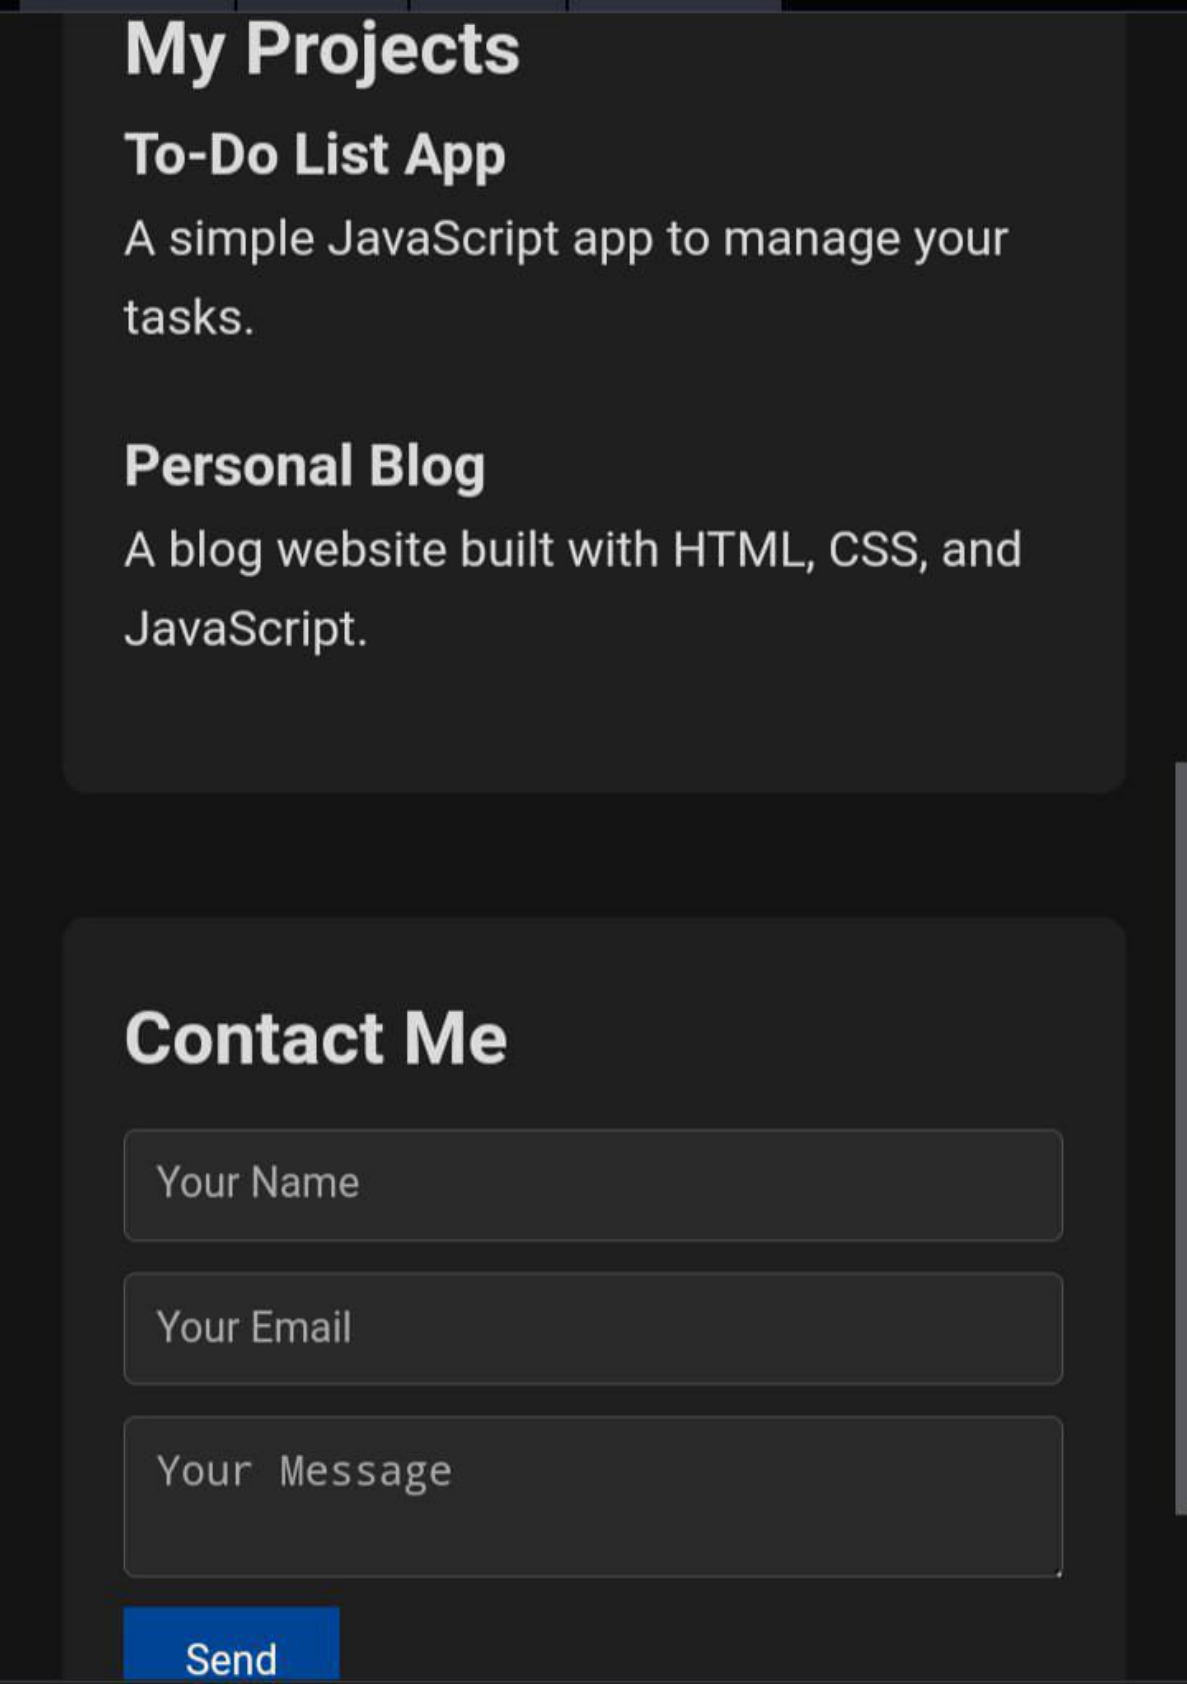 My Projects
To-Do List App
A simple JavaScript app to manage your
tasks.
Personal Blog
A blog website built with HTML, CSS, and
JavaScript.
Contact Me
Your Name
Your Email
Your Message
Send